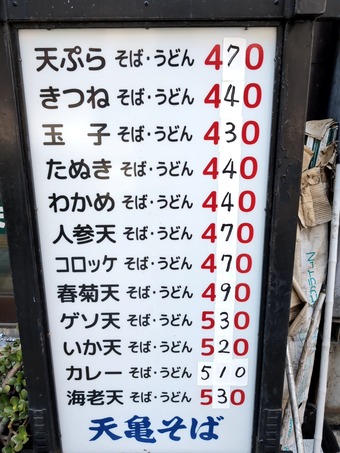 天ぷら そば・うどん 470
きつね そば・うどん 440
玉子 そば・うどん 430
たぬき そば・うどん 440
わかめ そば・うどん 440
人参天 そば・うどん 470
コロッケ そば・うどん 470
春菊天 そば・うどん 490
ゲソ天 そば・うどん 530
いか天 そば・うどん 520
カレー そば・うどん 510
海老天 そば・うどん 530
天亀そば